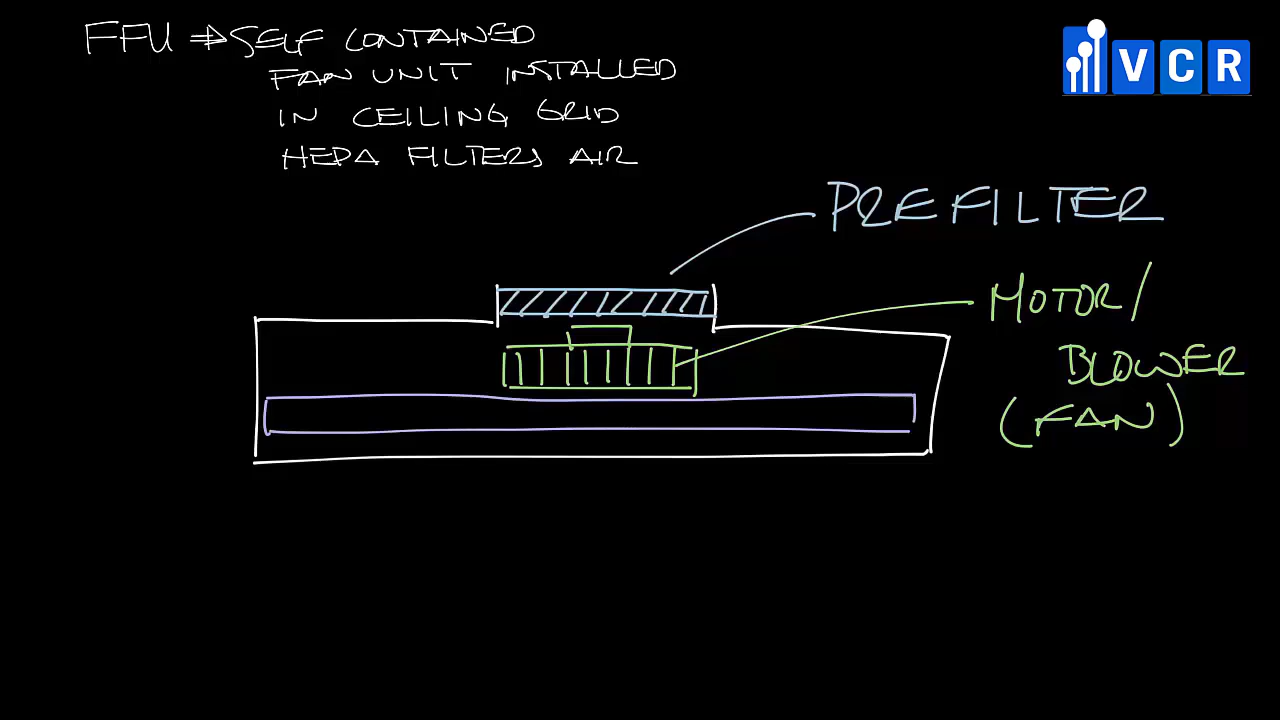 FFU ⇒ SELF CONTAINED
FAN UNIT INSTALLED
IN CEILING GRID
HEPA FILTERS AIR
VCR
PREFILTER
MOTOR/
BLOWER
(FAN)